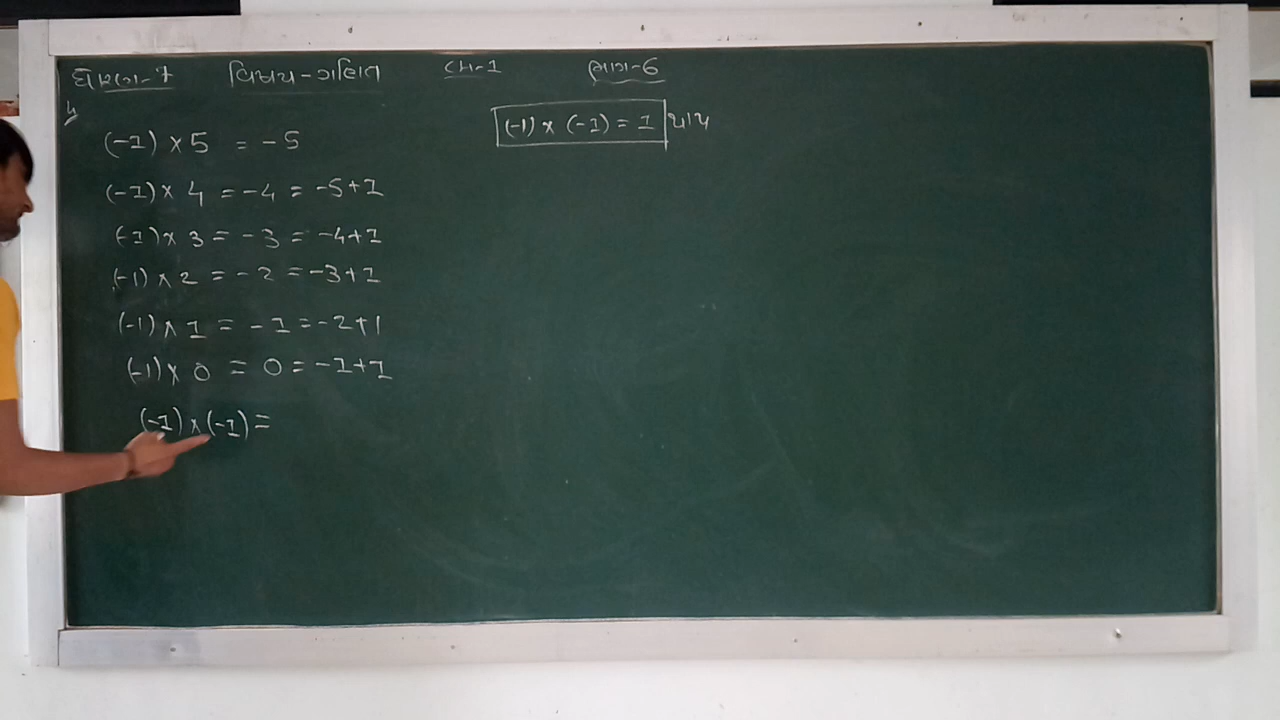 ધોરણ-7 વિષય-ગણિત ch-1 ભાગ-6
(-1) × 5 = -5
(-1) × 4 = -4 = -5+1
(-1) × 3 = -3 = -4+1
(-1) × 2 = -2 = -3+1
(-1) × 1 = -1 = -2+1
(-1) × 0 = 0 = -1+1
(-1) × (-1) =
(-1) × (-1) = 1 થાય